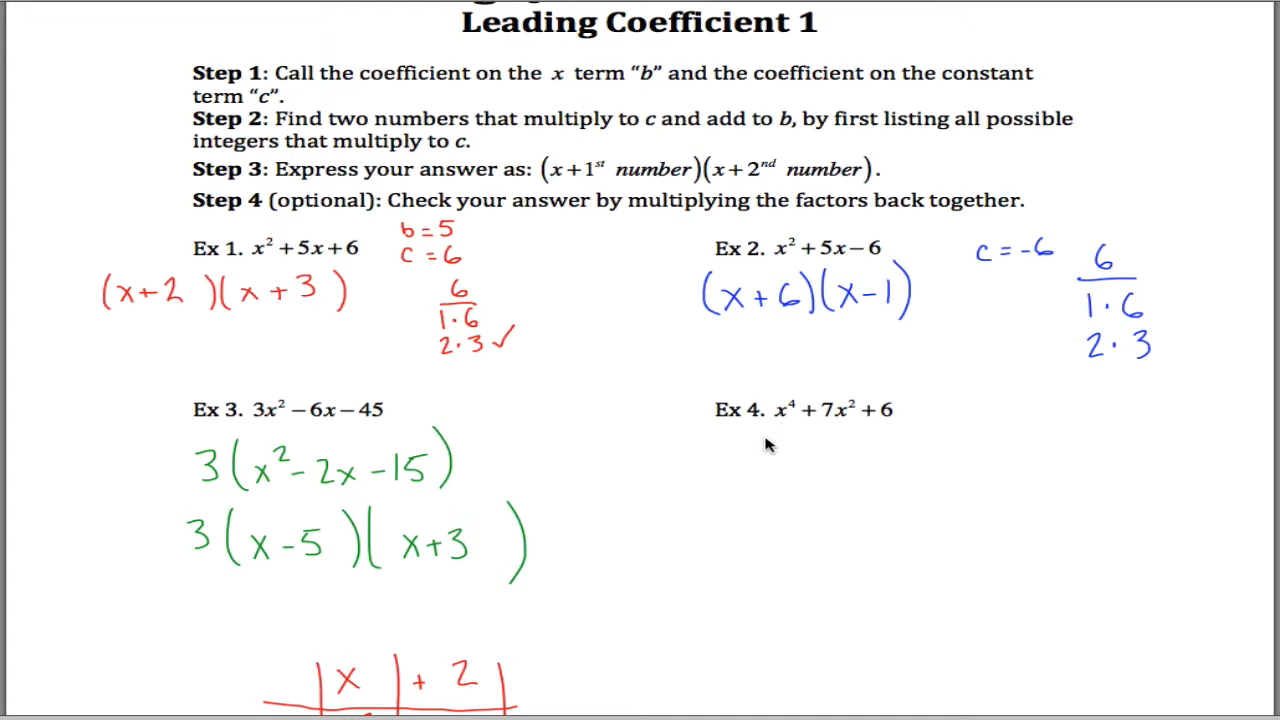 Leading Coefficient 1
Step 1: Call the coefficient on the x term “b” and the coefficient on the constant
term “c”.
Step 2: Find two numbers that multiply to c and add to b, by first listing all possible
integers that multiply to c.
Step 3: Express your answer as: (x+1ˢᵗ number)(x+2ⁿᵈ number).
Step 4 (optional): Check your answer by multiplying the factors back together.
Ex 1. x²+5x+6
b=5
c=6
(x+2)(x+3)
6
1·6
2·3✓
Ex 2. x²+5x−6
c=-6
(x+6)(x-1)
6
1·6
2·3
Ex 3. 3x²−6x−45
3(x²-2x-15)
3(x-5)(x+3)
Ex 4. x⁴+7x²+6
x + 2